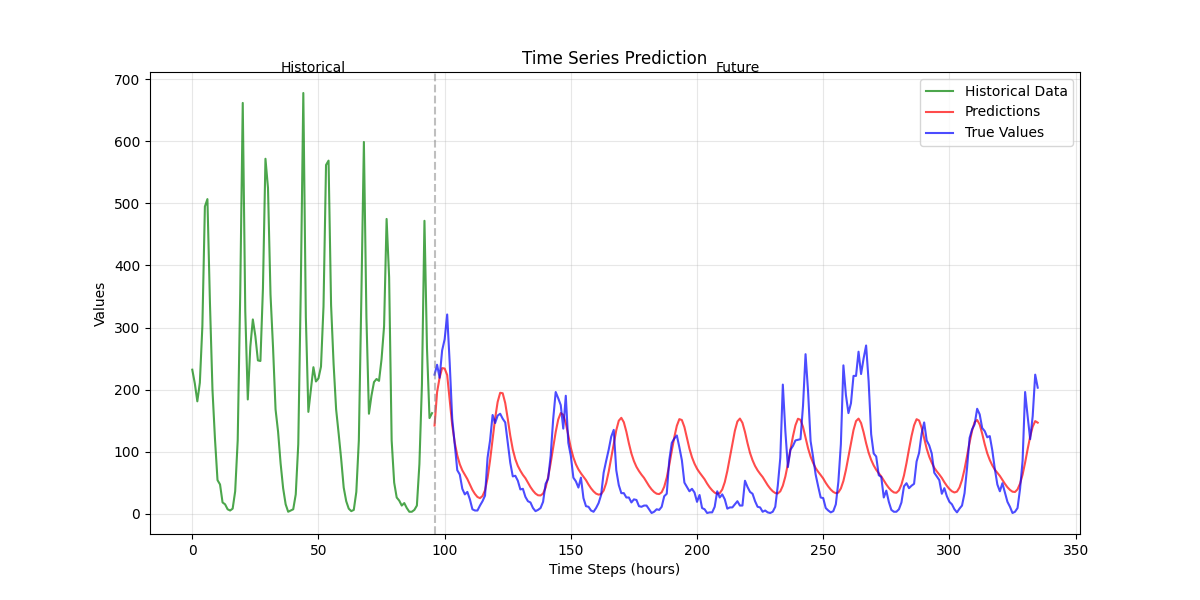 Time Series Prediction
Historical
Future
700
600
500
400
300
200
100
0
Values
Historical Data
Predictions
True Values
0
50
100
150
200
250
300
350
Time Steps (hours)